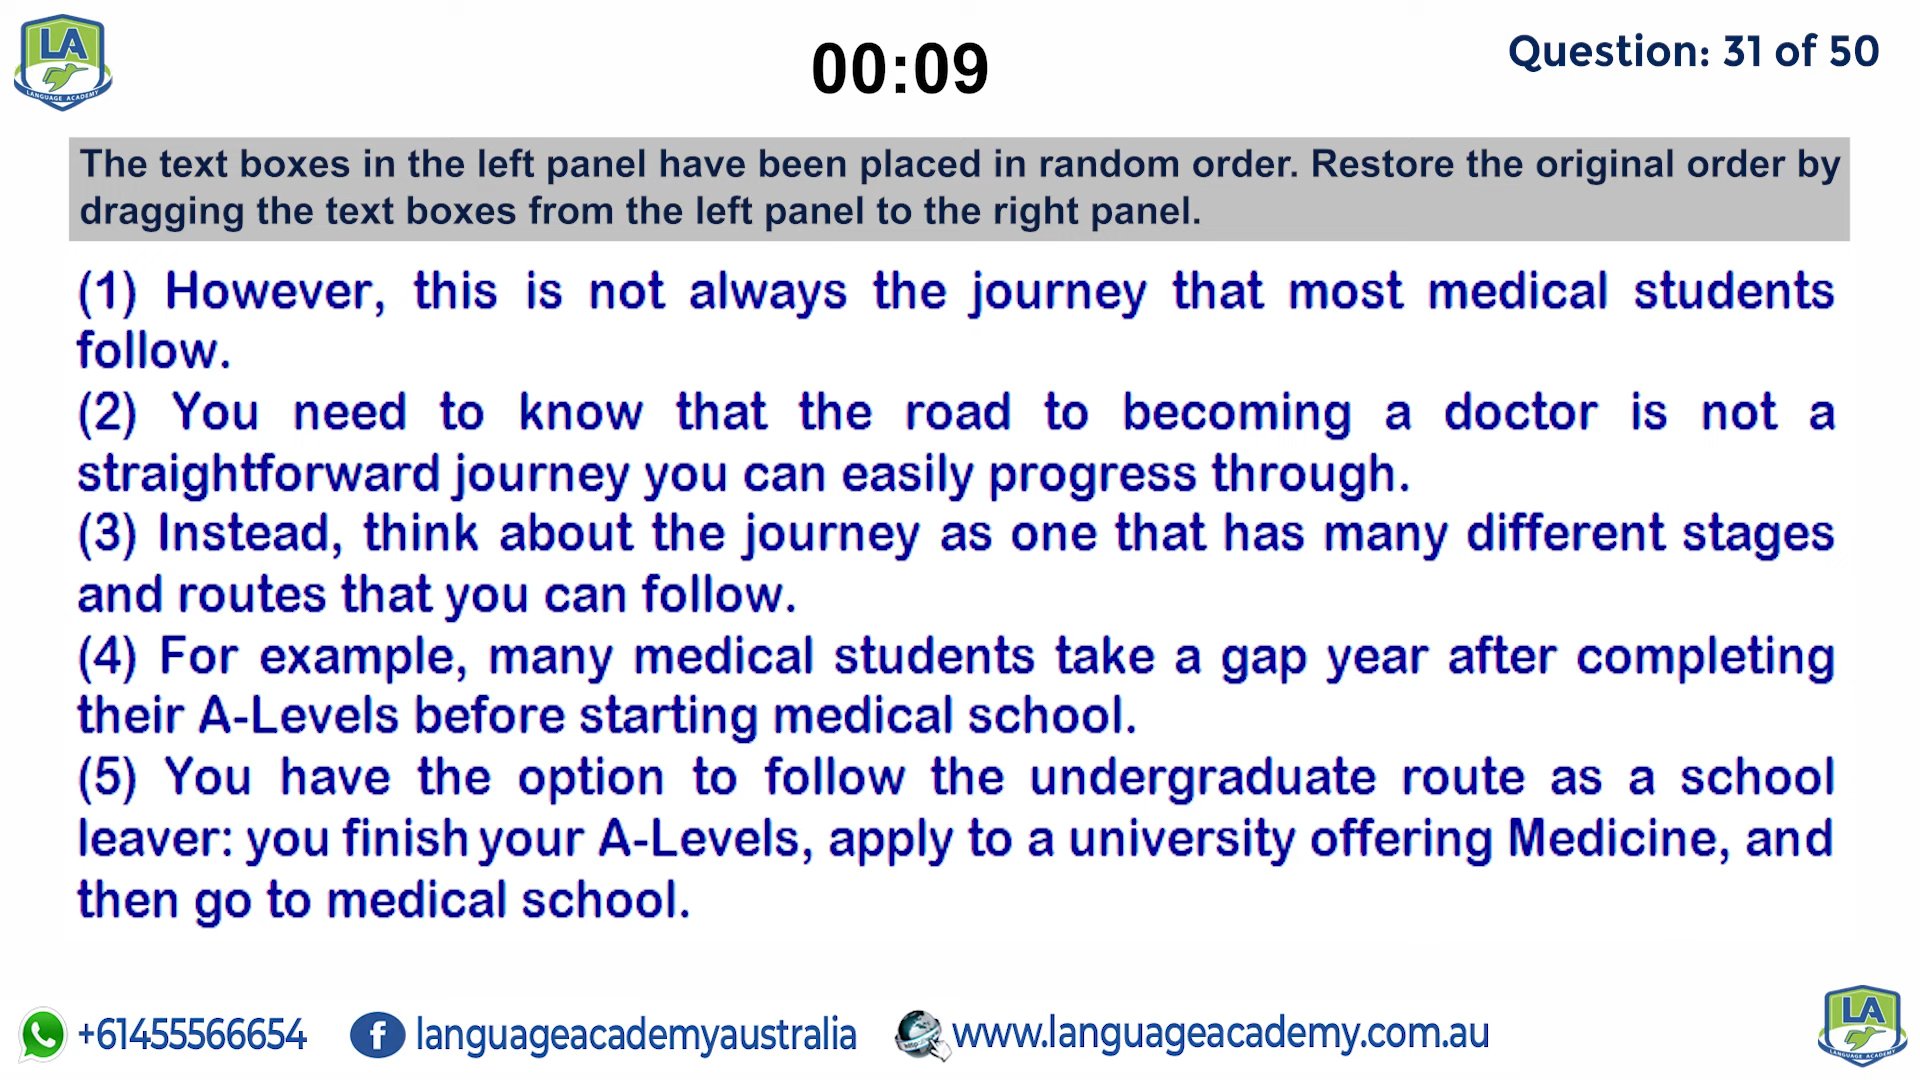 LA
LANGUAGE ACADEMY
00:09
Question: 31 of 50
The text boxes in the left panel have been placed in random order. Restore the original order by
dragging the text boxes from the left panel to the right panel.
(1) However, this is not always the journey that most medical students
follow.
(2) You need to know that the road to becoming a doctor is not a
straightforward journey you can easily progress through.
(3) Instead, think about the journey as one that has many different stages
and routes that you can follow.
(4) For example, many medical students take a gap year after completing
their A-Levels before starting medical school.
(5) You have the option to follow the undergraduate route as a school
leaver: you finish your A-Levels, apply to a university offering Medicine, and
then go to medical school.
+61455566654
f languageacademyaustralia
www.languageacademy.com.au
LA
LANGUAGE ACADEMY